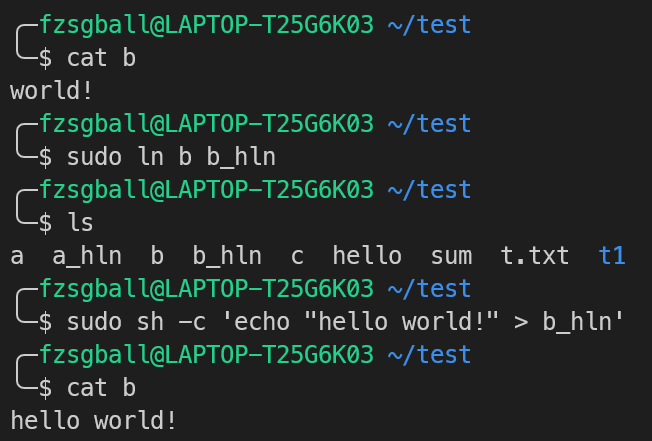 fzsgball@LAPTOP-T25G6K03 ~/test
$ cat b
world!
fzsgball@LAPTOP-T25G6K03 ~/test
$ sudo ln b b_hln
fzsgball@LAPTOP-T25G6K03 ~/test
$ ls
a  a_hln  b  b_hln  c  hello  sum  t.txt  t1
fzsgball@LAPTOP-T25G6K03 ~/test
$ sudo sh -c 'echo "hello world!" > b_hln'
fzsgball@LAPTOP-T25G6K03 ~/test
$ cat b
hello world!